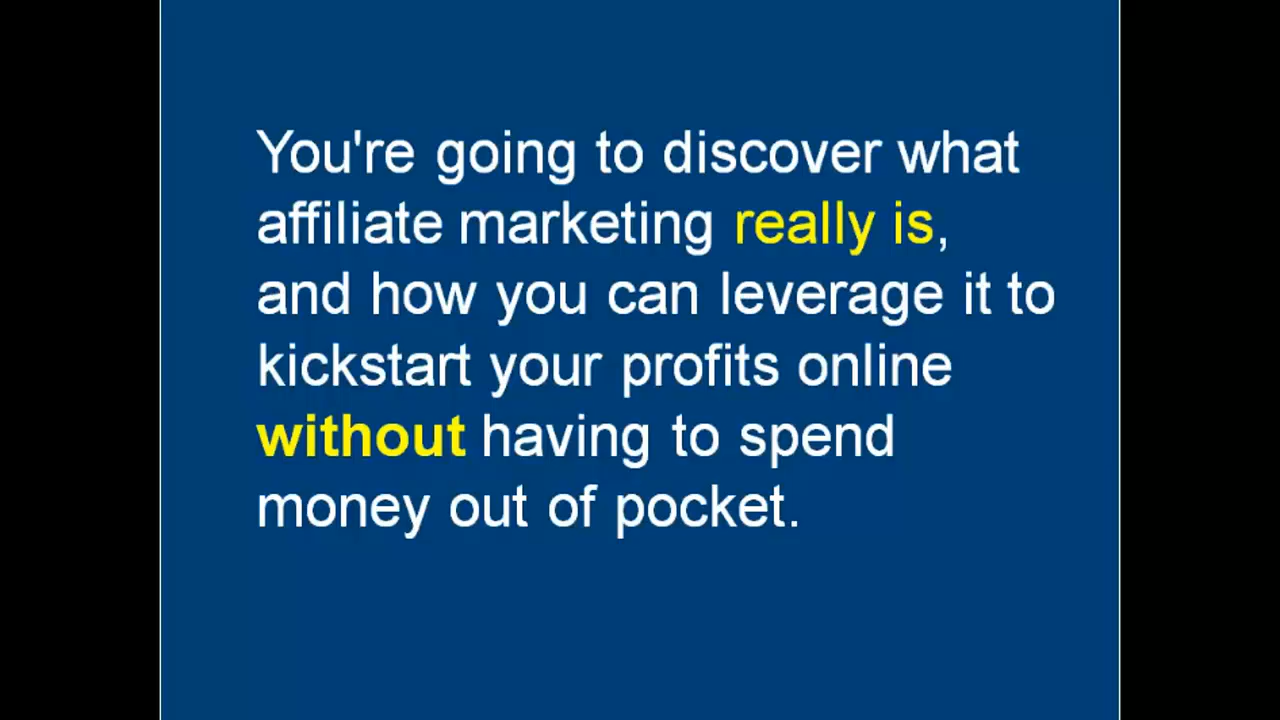 You're going to discover what
affiliate marketing really is,
and how you can leverage it to
kickstart your profits online
without having to spend
money out of pocket.